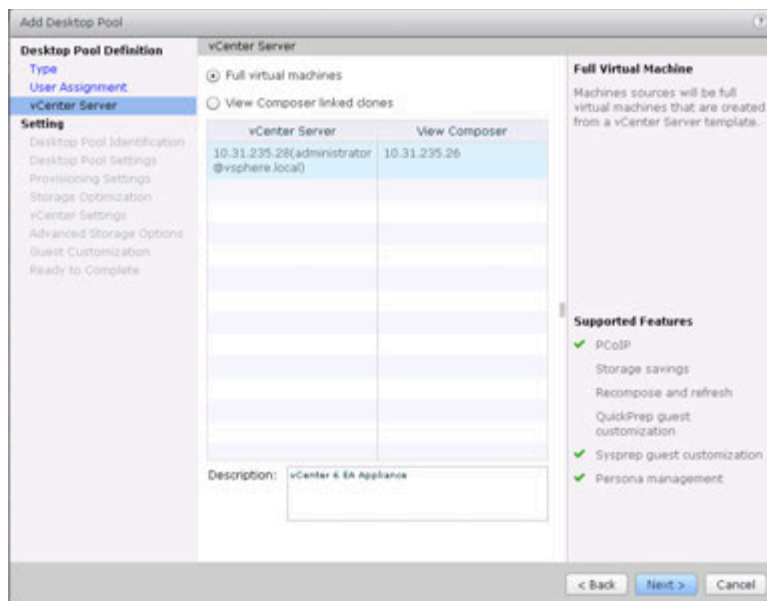 Add Desktop Pool
?
Desktop Pool Definition
Type
User Assignment
vCenter Server
Setting
Desktop Pool Identification
Desktop Pool Settings
Provisioning Settings
Storage Optimization
vCenter Settings
Advanced Storage Options
Guest Customization
Ready to Complete
vCenter Server
Full virtual machines
View Composer linked clones
vCenter Server View Composer
10.31.235.28(administrator 10.31.235.26
@vsphere.local)
Description: vCenter 6 EA Appliance
Full Virtual Machine
Machines sources will be full
virtual machines that are created
from a vCenter Server template.
Supported Features
PCoIP
Storage savings
Recompose and refresh
QuickPrep guest
customization
Sysprep guest customization
Persona management
< Back
Next >
Cancel